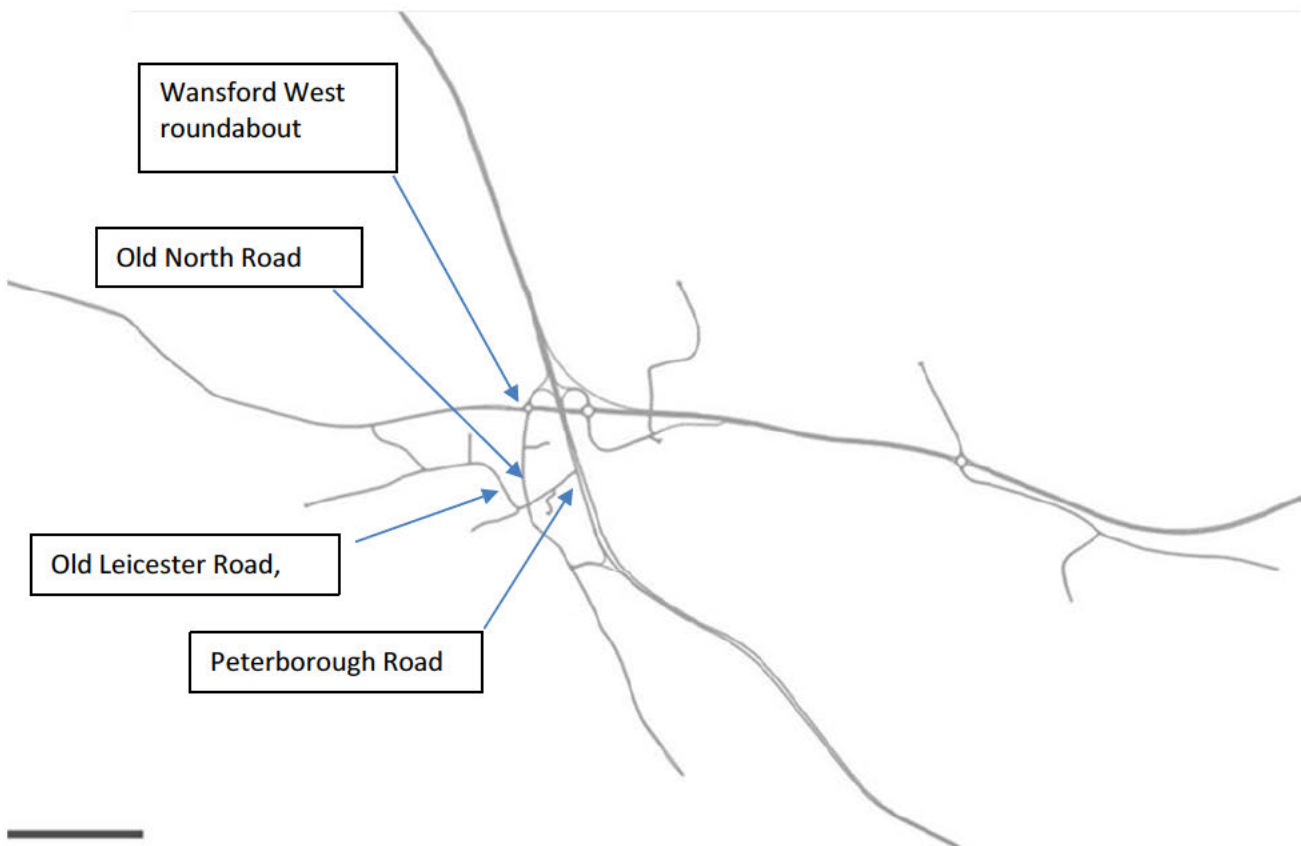 Wansford West
roundabout
Old North Road
Old Leicester Road,
Peterborough Road